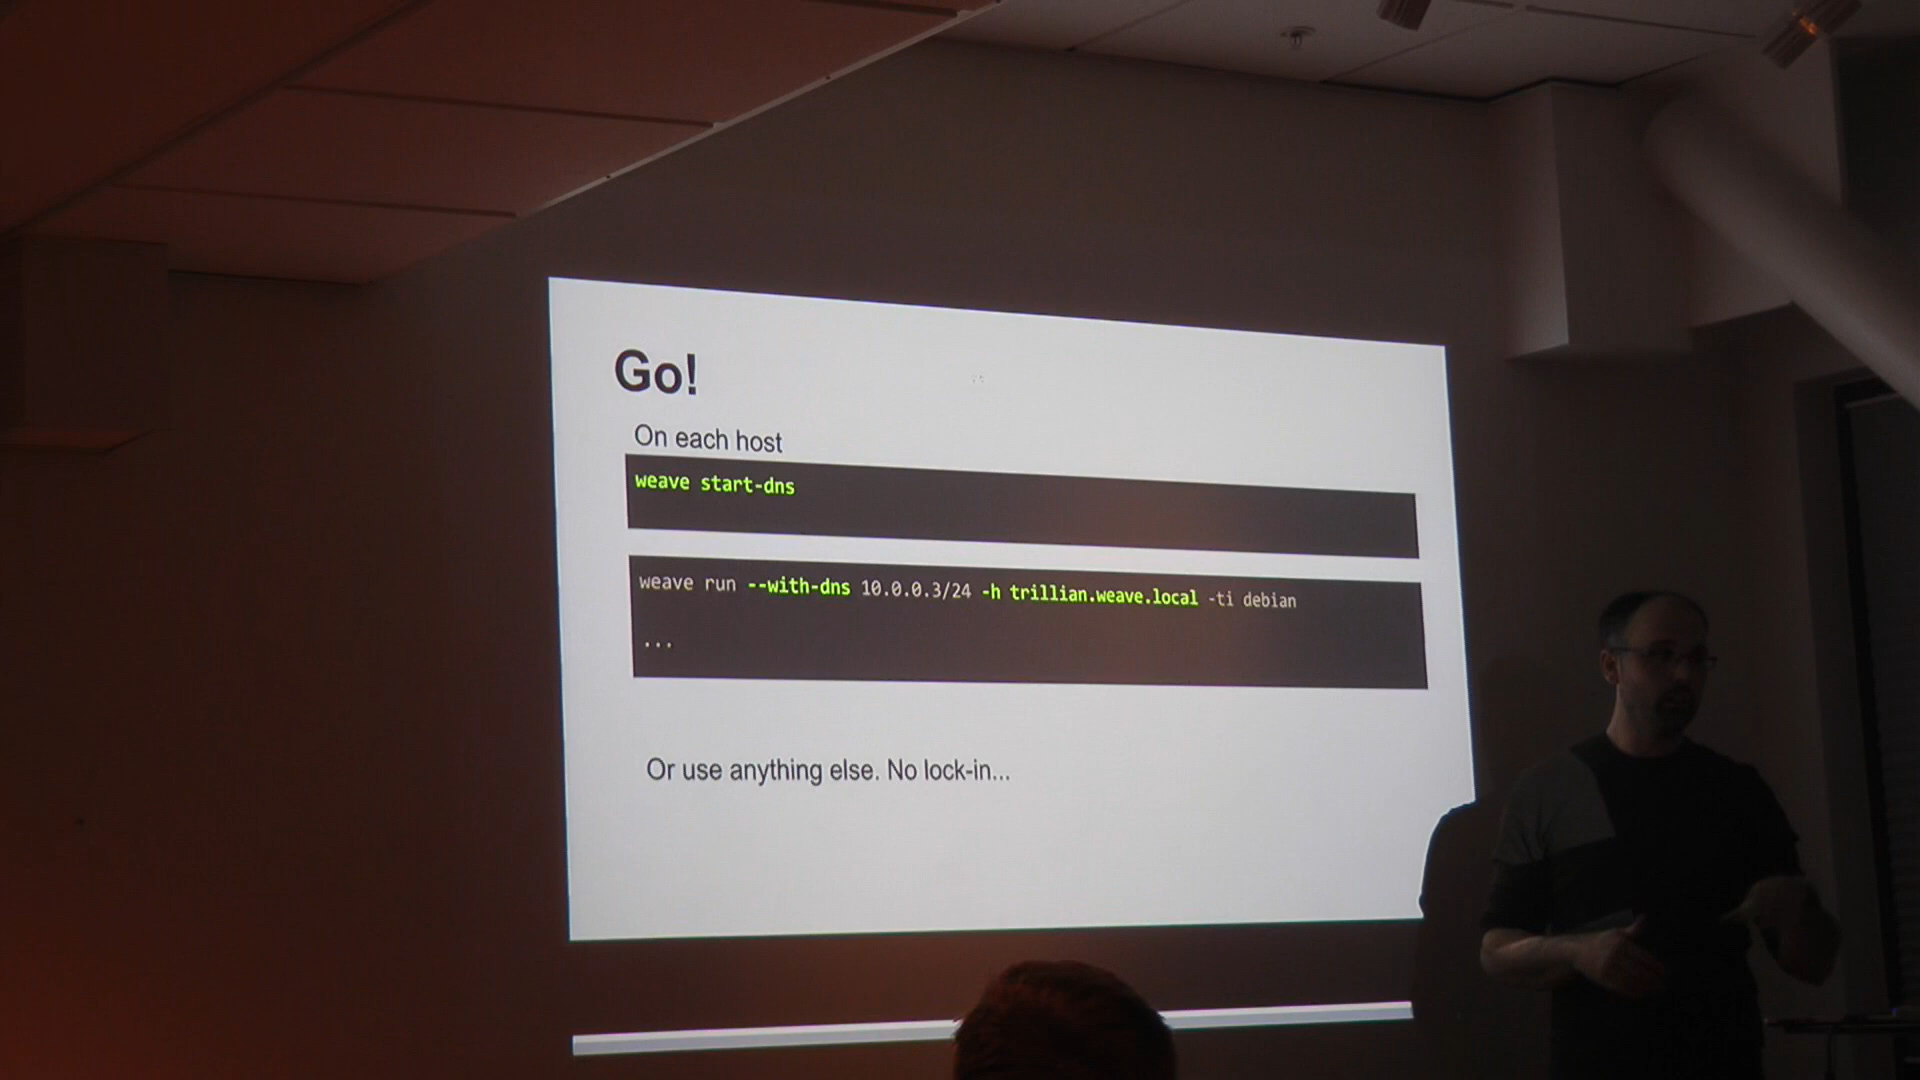 Go!
On each host
weave start-dns
weave run --with-dns 10.0.0.3/24 -h trillian.weave.local -ti debian
...
Or use anything else. No lock-in...